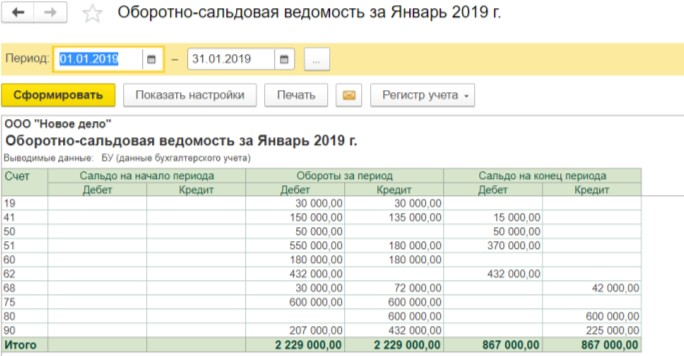 Оборотно-сальдовая ведомость за Январь 2019 г.
Период: 01.01.2019 – 31.01.2019 ...
Сформировать Показать настройки Печать Регистр учета
ООО "Новое дело"
Оборотно-сальдовая ведомость за Январь 2019 г.
Выводимые данные: БУ (данные бухгалтерского учета)
Счет Сальдо на начало периода Обороты за период Сальдо на конец периода
Дебет Кредит Дебет Кредит Дебет Кредит
19 30 000,00 30 000,00
41 150 000,00 135 000,00 15 000,00
50 50 000,00 50 000,00
51 550 000,00 180 000,00 370 000,00
60 180 000,00 180 000,00
62 432 000,00 432 000,00
68 30 000,00 72 000,00 42 000,00
75 600 000,00 600 000,00
80 600 000,00 600 000,00
90 207 000,00 432 000,00 225 000,00
Итого 2 229 000,00 2 229 000,00 867 000,00 867 000,00